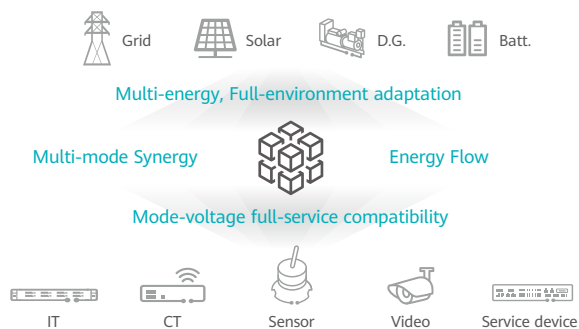 Grid
Solar
D.G.
Batt.
Multi-energy, Full-environment adaptation
Multi-mode Synergy
Energy Flow
Mode-voltage full-service compatibility
IT
CT
Sensor
Video
Service device